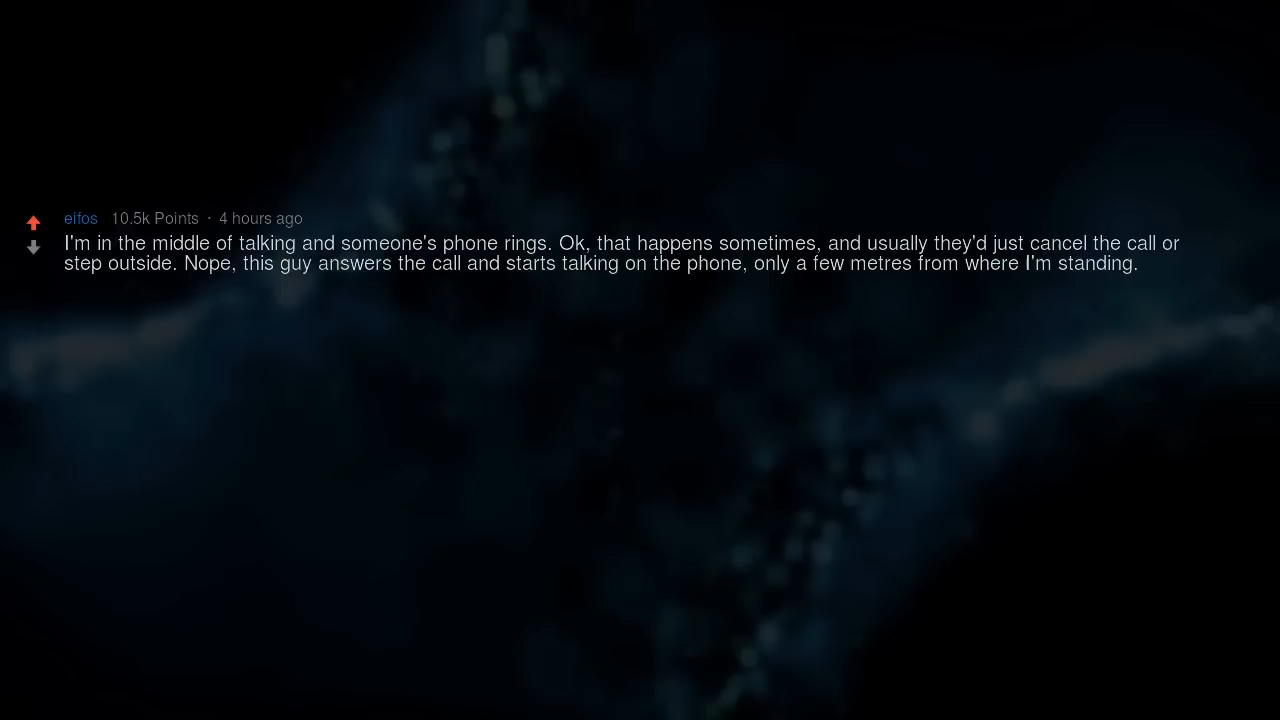 eifos 10.5k Points · 4 hours ago
I'm in the middle of talking and someone's phone rings. Ok, that happens sometimes, and usually they'd just cancel the call or
step outside. Nope, this guy answers the call and starts talking on the phone, only a few metres from where I'm standing.